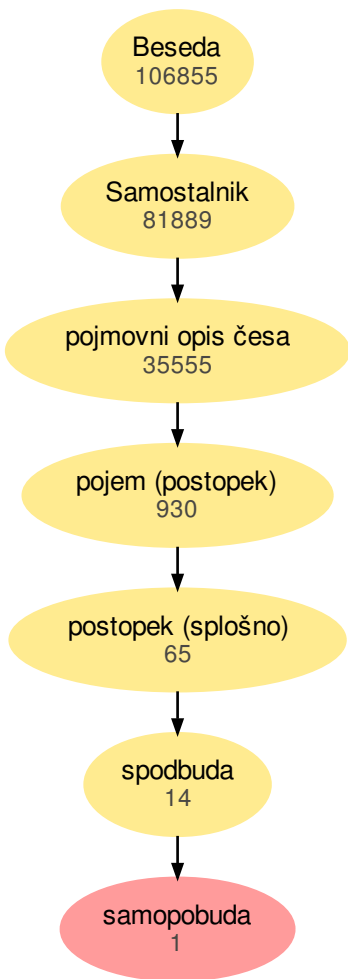 Beseda
106855
Samostalnik
81889
pojmovni opis česa
35555
pojem (postopek)
930
postopek (splošno)
65
spodbuda
14
samopobuda
1